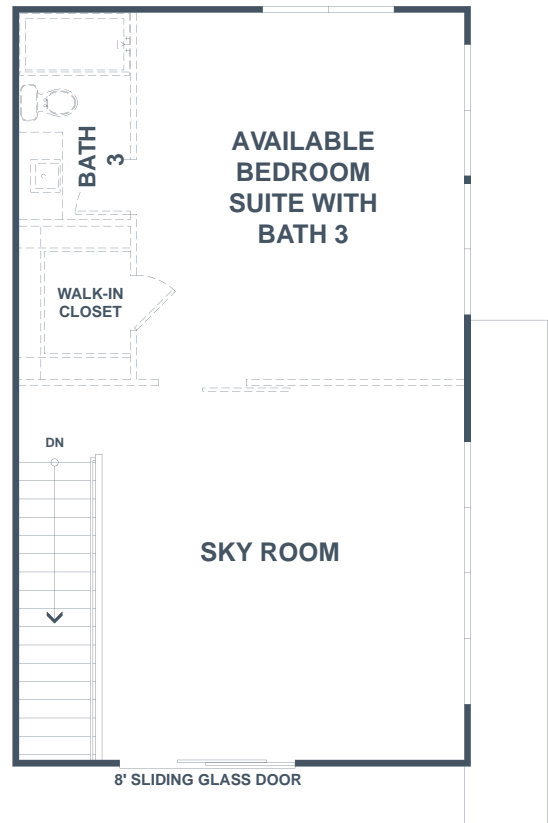 BATH
3
AVAILABLE
BEDROOM
SUITE WITH
BATH 3
WALK-IN
CLOSET
DN
SKY ROOM
8' SLIDING GLASS DOOR